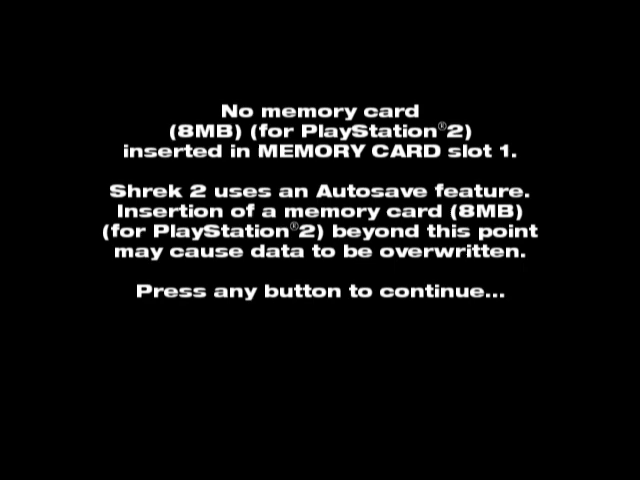 No memory card
(8MB) (for PlayStation®2)
inserted in MEMORY CARD slot 1.
Shrek 2 uses an Autosave feature.
Insertion of a memory card (8MB)
(for PlayStation®2) beyond this point
may cause data to be overwritten.
Press any button to continue...